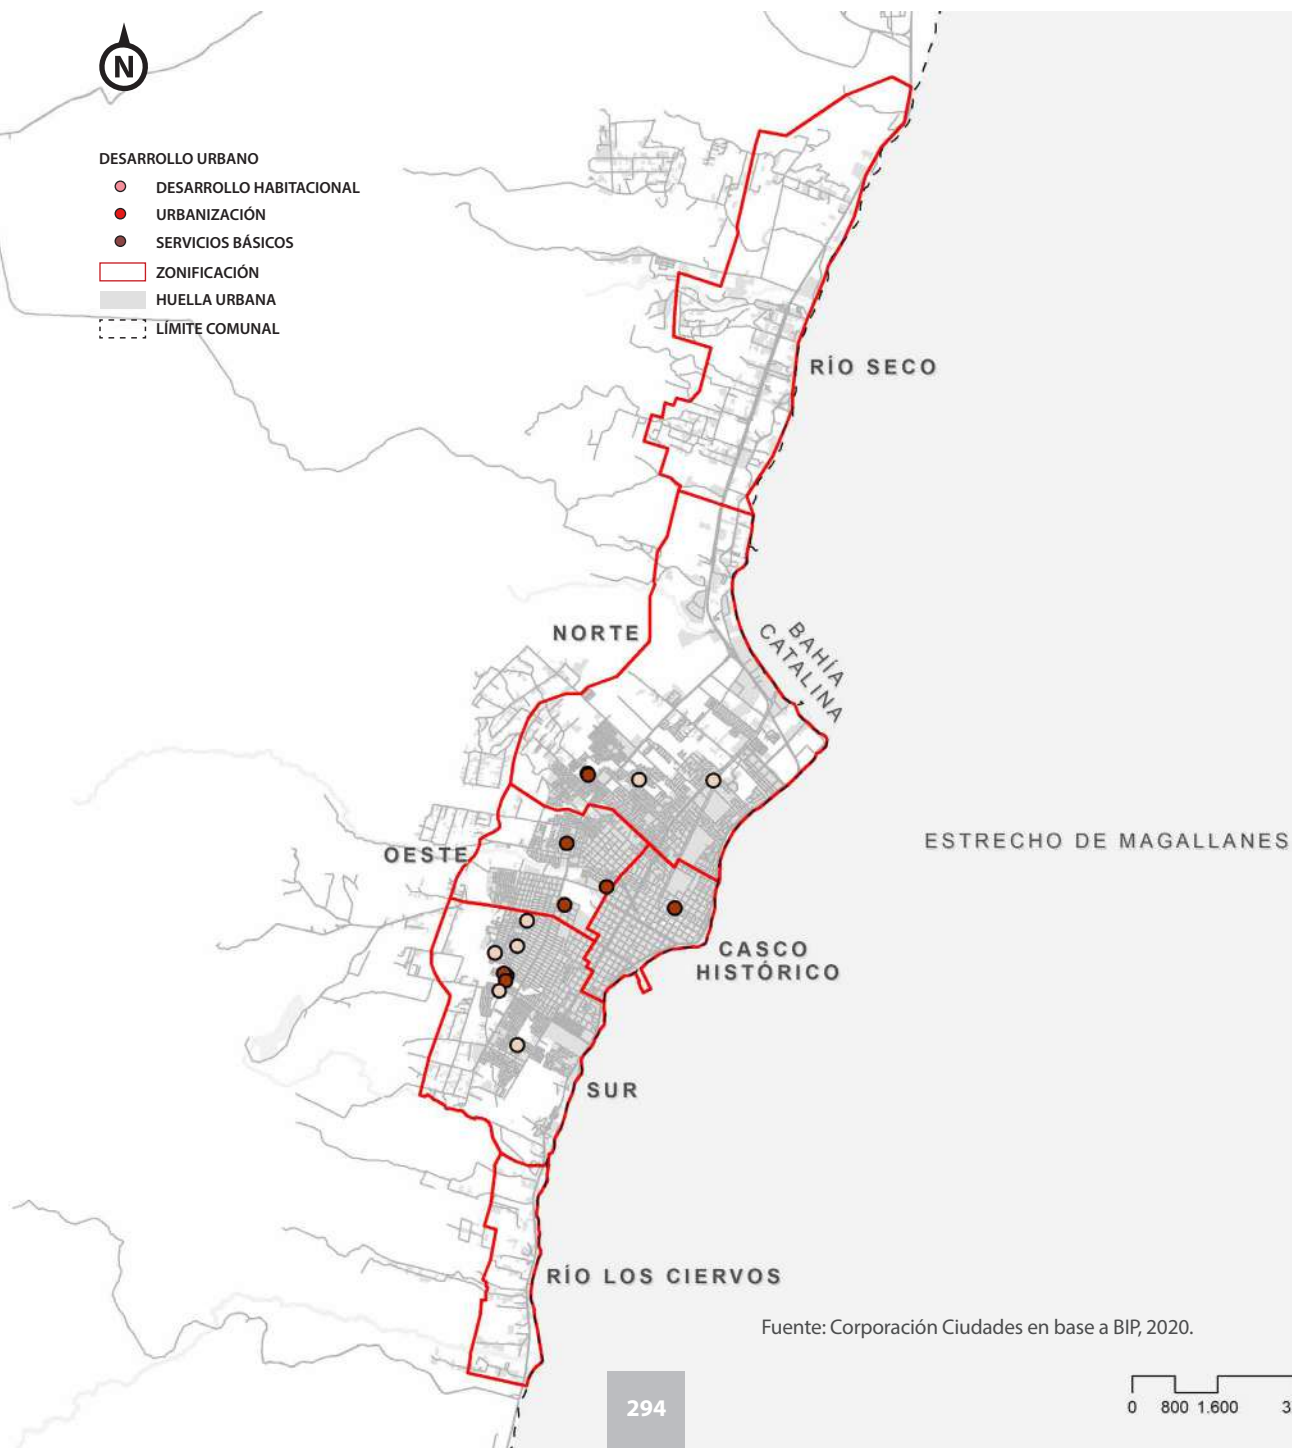 N
DESARROLLO URBANO
DESARROLLO HABITACIONAL
URBANIZACIÓN
SERVICIOS BÁSICOS
ZONIFICACIÓN
HUELLA URBANA
LÍMITE COMUNAL
RÍO SECO
NORTE
BAHÍA
CATALINA
ESTRECHO DE MAGALLANES
OESTE
CASCO
HISTÓRICO
SUR
RÍO LOS CIERVOS
Fuente: Corporación Ciudades en base a BIP, 2020.
294
0 800 1.600 3